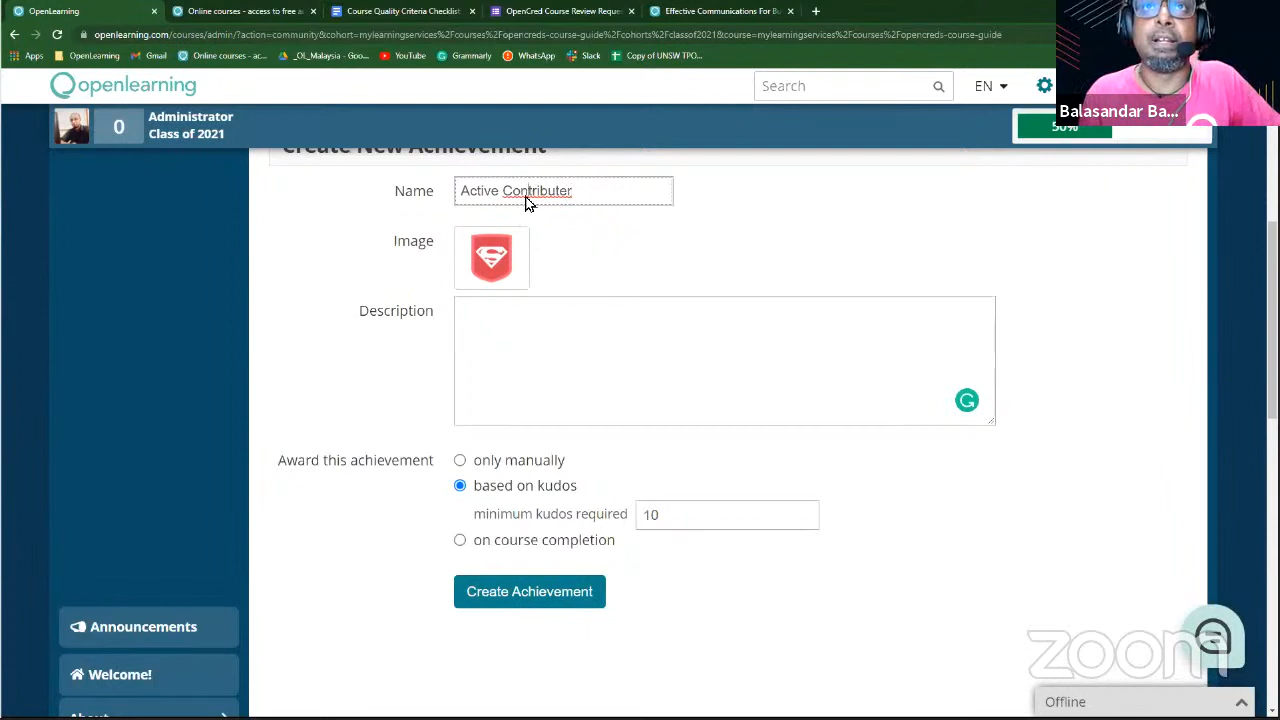 OpenLearning
Online courses - access to free a
Course Quality Criteria Checklist
OpenCred Course Review Reque
Effective Communications For Bu
openlearning.com/courses/admin/?action=community&cohort=mylearningservices%2Fcourses%2Fopencreds-course-guide%2Fcohorts%2Fclassof2021&course=mylearningservices%2Fcourses%2Fopencreds-course-guide
Apps
OpenLearning
Gmail
Online courses - ac...
_OL_Malaysia - Goo...
YouTube
Grammarly
WhatsApp
Slack
Copy of UNSW TPO...
openlearning
Search
EN
Balasandar Ba...
0
Administrator
Class of 2021
50%
Create New Achievement
Name
Active Contributer
Image
Description
Award this achievement
only manually
based on kudos
minimum kudos required
10
on course completion
Create Achievement
Announcements
Welcome!
About
zoom
Offline